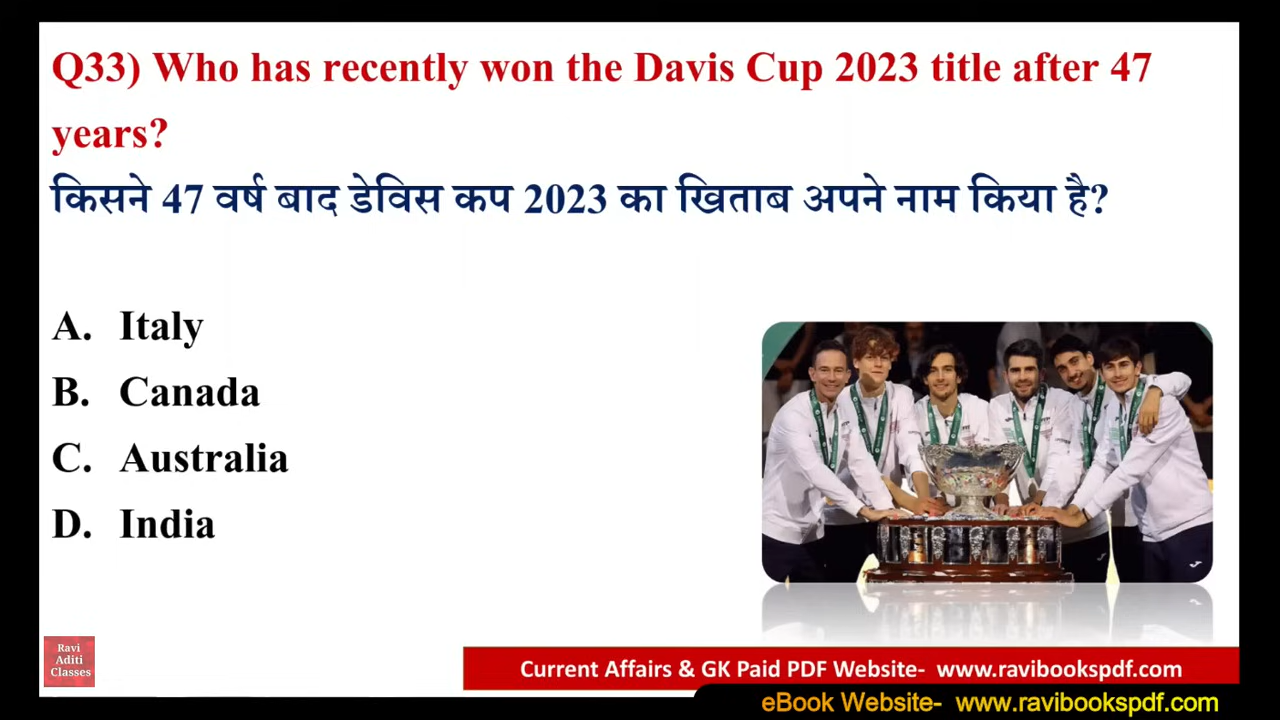 Q33) Who has recently won the Davis Cup 2023 title after 47
years?
किसने 47 वर्ष बाद डेविस कप 2023 का खिताब अपने नाम किया है?
A. Italy
B. Canada
C. Australia
D. India
Ravi
Aditi
Classes
Current Affairs & GK Paid PDF Website- www.ravibookspdf.com
eBook Website- www.ravibookspdf.com